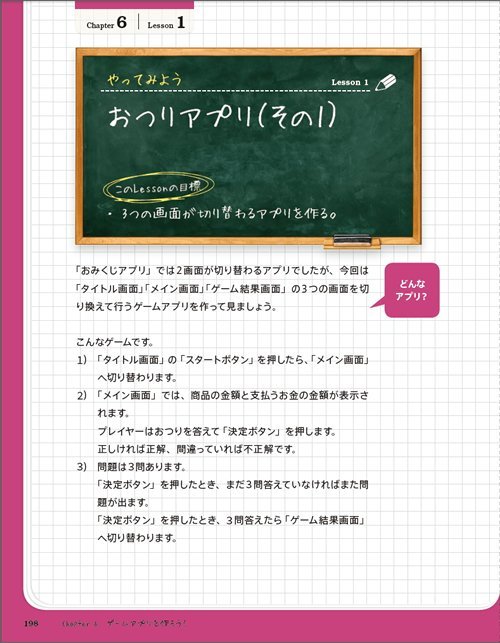 Chapter 6 Lesson 1
やってみよう Lesson 1
おつりアプリ(その1)
このLessonの目標
・3つの画面が切り替わるアプリを作る。
「おみくじアプリ」では2画面が切り替わるアプリでしたが、今回は
「タイトル画面」「メイン画面」「ゲーム結果画面」の3つの画面を切
り換えて行うゲームアプリを作って見ましょう。
どんな
アプリ?
こんなゲームです。
1) 「タイトル画面」の「スタートボタン」を押したら、「メイン画面」
へ切り替わります。
2) 「メイン画面」では、商品の金額と支払うお金の金額が表示さ
れます。
プレイヤーはおつりを答えて「決定ボタン」を押します。
正しければ正解、間違っていれば不正解です。
3) 問題は3問あります。
「決定ボタン」を押したとき、まだ3問答えていなければまた問
題が出ます。
「決定ボタン」を押したとき、3問答えたら「ゲーム結果画面」
へ切り替わります。
198 Chapter 6 ゲームアプリを作ろう!